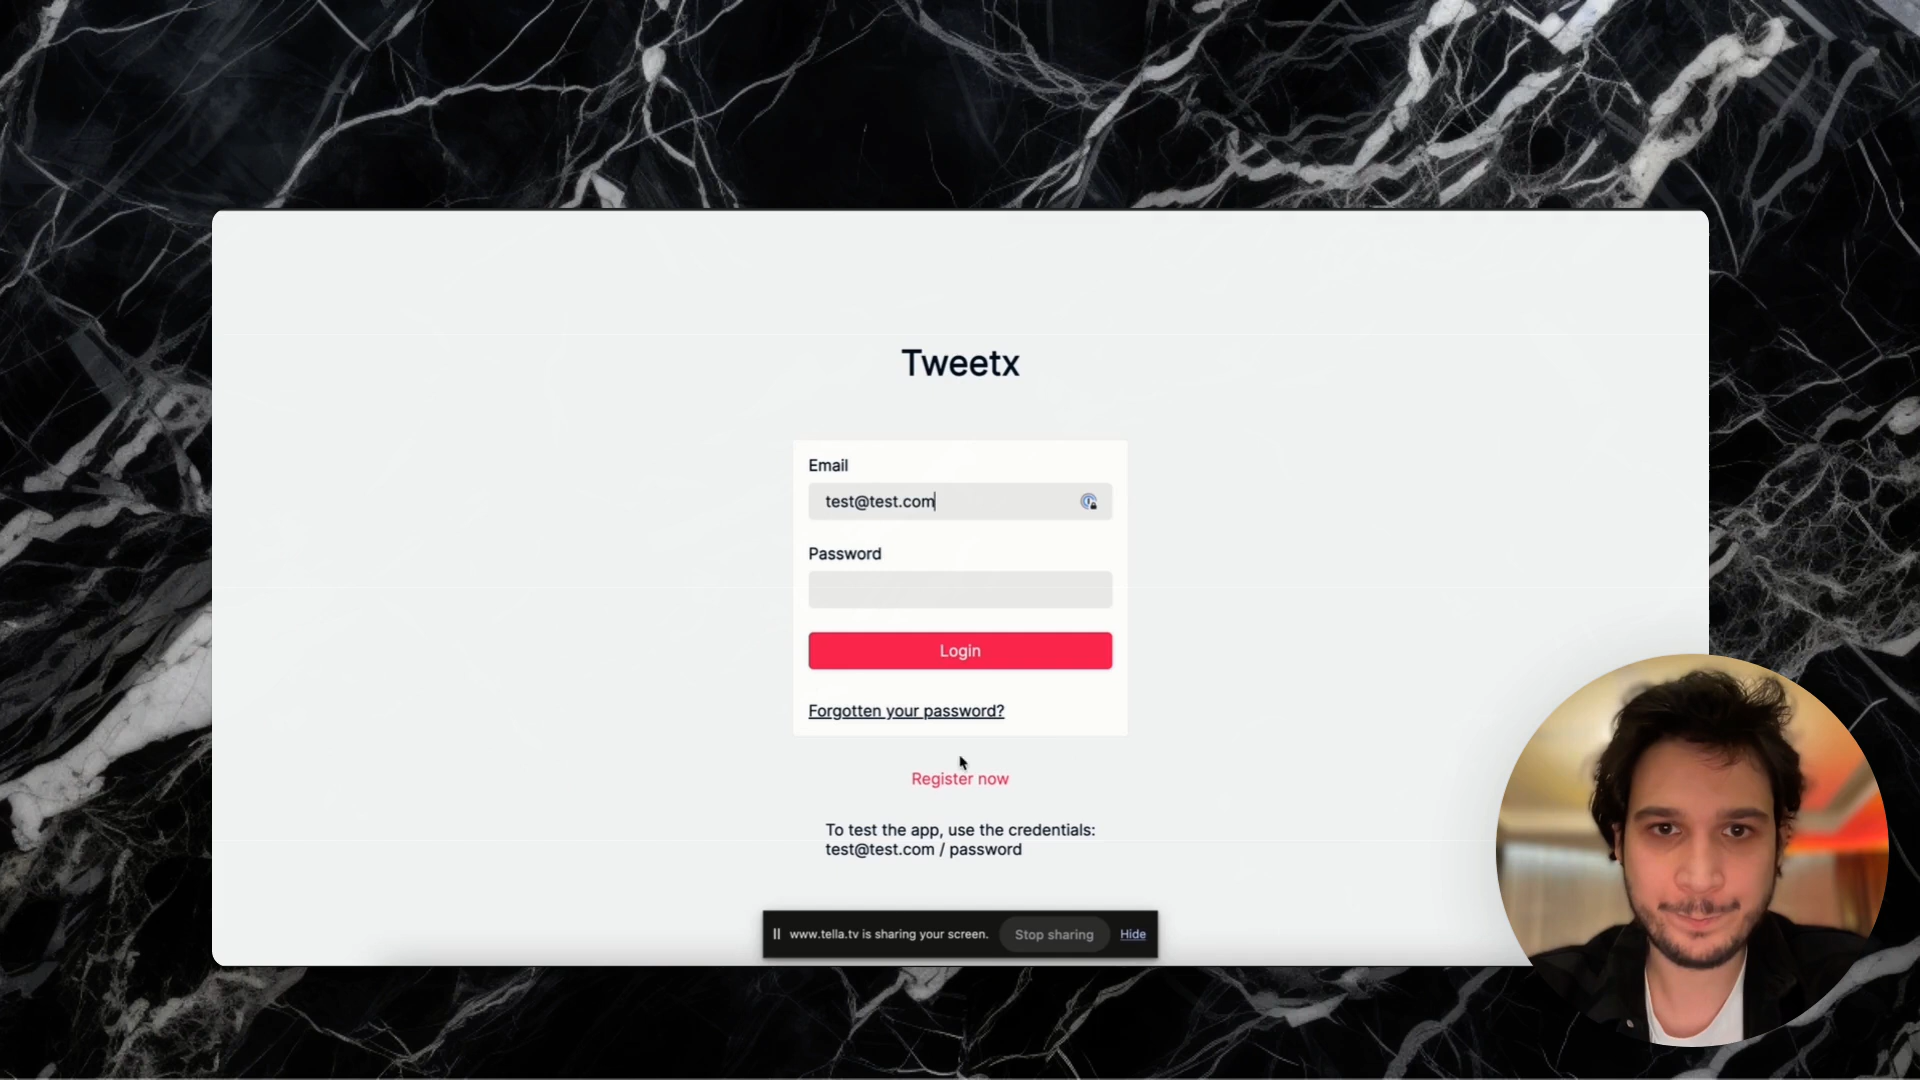 Tweetx
Email
test@test.com
Password
Login
Forgotten your password?
Register now
To test the app, use the credentials:
test@test.com / password
www.tella.tv is sharing your screen.
Stop sharing
Hide